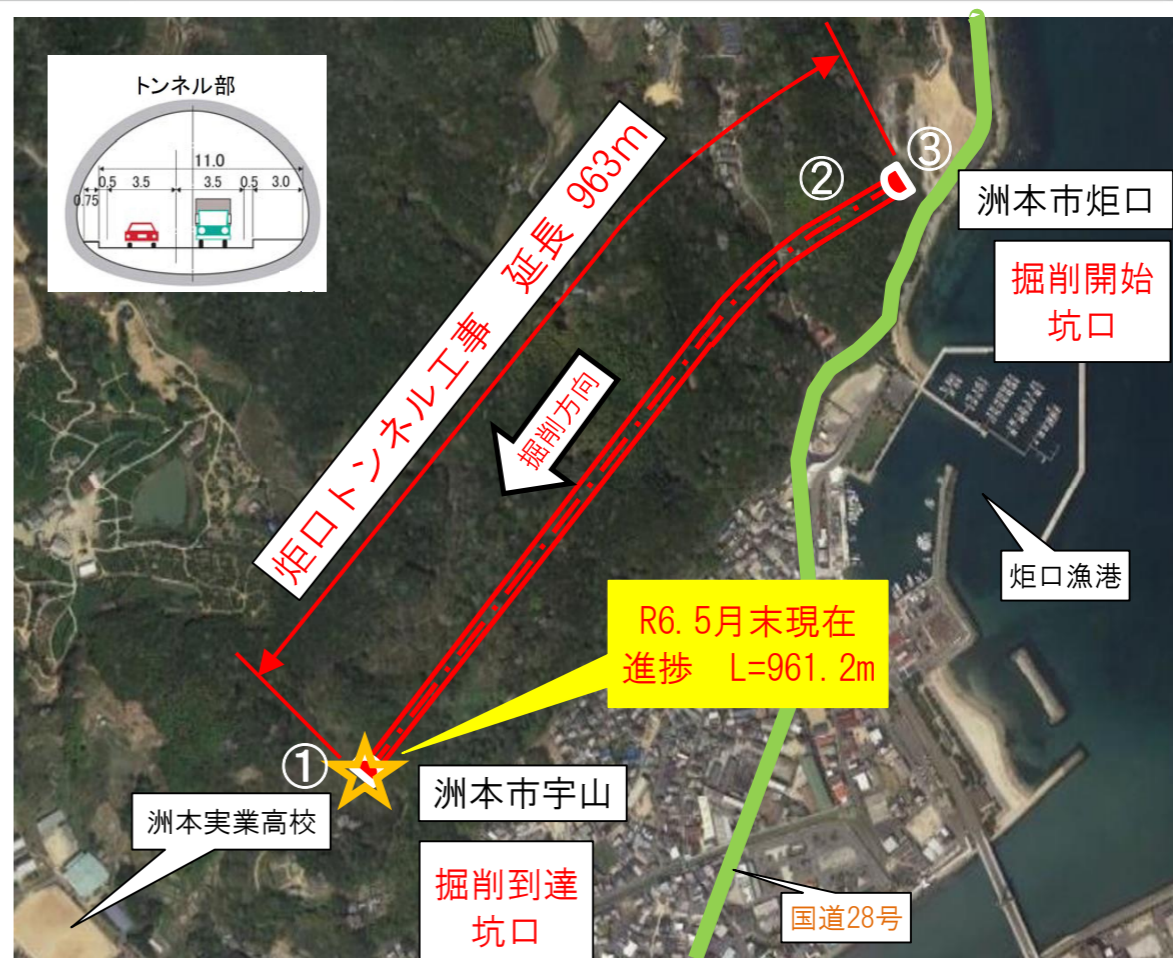 トンネル部
11.0
0.5
3.5
3.5
0.5
3.0
0.75
炬口トンネル工事 延長 963m
③
②
洲本市炬口
掘削開始
坑口
掘削方向
炬口漁港
R6.5月末現在
進捗 L=961.2m
①
洲本市宇山
洲本実業高校
掘削到達
坑口
国道28号